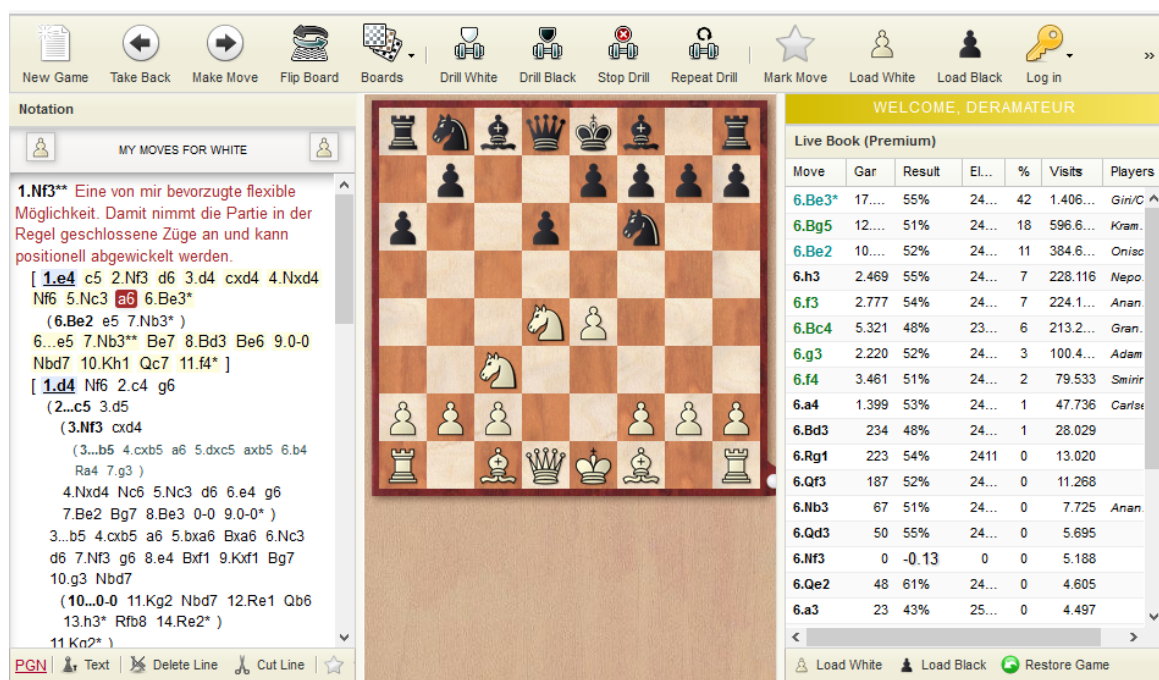 New Game Take Back Make Move Flip Board Boards Drill White Drill Black Stop Drill Repeat Drill Mark Move Load White Load Black Log in »
Notation
MY MOVES FOR WHITE
1.Nf3** Eine von mir bevorzugte flexible
Möglichkeit. Damit nimmt die Partie in der
Regel geschlossene Züge an und kann
positionell abgewickelt werden.
[ 1.e4 c5 2.Nf3 d6 3.d4 cxd4 4.Nxd4
Nf6 5.Nc3 a6 6.Be3*
(6.Be2 e5 7.Nb3* )
6...e5 7.Nb3** Be7 8.Bd3 Be6 9.0-0
Nbd7 10.Kh1 Qc7 11.f4* ]
[ 1.d4 Nf6 2.c4 g6
(2...c5 3.d5
(3.Nf3 cxd4
(3...b5 4.cxb5 a6 5.dxc5 axb5 6.b4
Ra4 7.g3 )
4.Nxd4 Nc6 5.Nc3 d6 6.e4 g6
7.Be2 Bg7 8.Be3 0-0 9.0-0* )
3...b5 4.cxb5 a6 5.bxa6 Bxa6 6.Nc3
d6 7.Nf3 g6 8.e4 Bxf1 9.Kxf1 Bg7
10.g3 Nbd7
(10...0-0 11.Kg2 Nbd7 12.Re1 Qb6
13.h3* Rfb8 14.Re2* )
11.Kg2* )
PGN Text Delete Line Cut Line
WELCOME, DERAMATEUR
Live Book (Premium)
Move Gar Result El... % Visits Players
6.Be3* 17.... 55% 24... 42 1.406... Giri/C
6.Bg5 12.... 51% 24... 18 596.6... Kram.
6.Be2 10.... 52% 24... 11 384.6... Onisc
6.h3 2.469 55% 24... 7 228.116 Nepo.
6.f3 2.777 54% 24... 7 224.1... Anan.
6.Bc4 5.321 48% 23... 6 213.2... Gran.
6.g3 2.220 52% 24... 3 100.4... Adam
6.f4 3.461 51% 24... 2 79.533 Smirir
6.a4 1.399 53% 24... 1 47.736 Carlse
6.Bd3 234 48% 24... 1 28.029
6.Rg1 223 54% 2411 0 13.020
6.Qf3 187 52% 24... 0 11.268
6.Nb3 67 51% 24... 0 7.725 Anan.
6.Qd3 50 55% 24... 0 5.695
6.Nf3 0 -0.13 0 0 5.188
6.Qe2 48 61% 24... 0 4.605
6.a3 23 43% 25... 0 4.497
Load White Load Black Restore Game